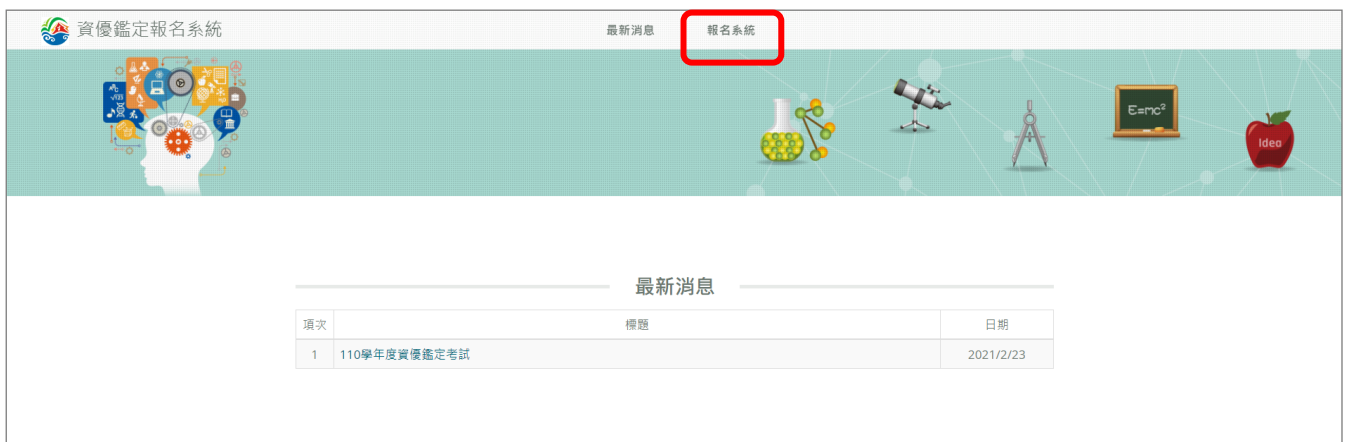 資優鑑定報名系統
最新消息 報名系統
E=mc²
Idea
最新消息
項次 標題 日期
1 110學年度資優鑑定考試 2021/2/23